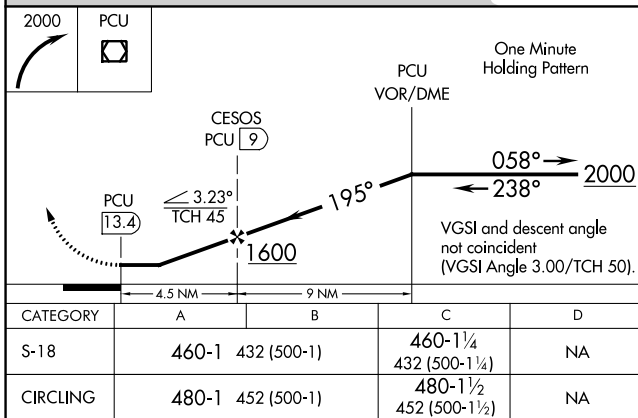 2000
PCU
One Minute
Holding Pattern
PCU
VOR/DME
CESOS
PCU 9
058°
2000
238°
195°
3.23°
TCH 45
PCU
13.4
1600
VGSI and descent angle
not coincident
(VGSI Angle 3.00/TCH 50).
4.5 NM
9 NM
CATEGORY A B C D
S-18 460-1 432 (500-1) 460-1¼ 432 (500-1¼) NA
CIRCLING 480-1 452 (500-1) 480-1½ 452 (500-1½) NA